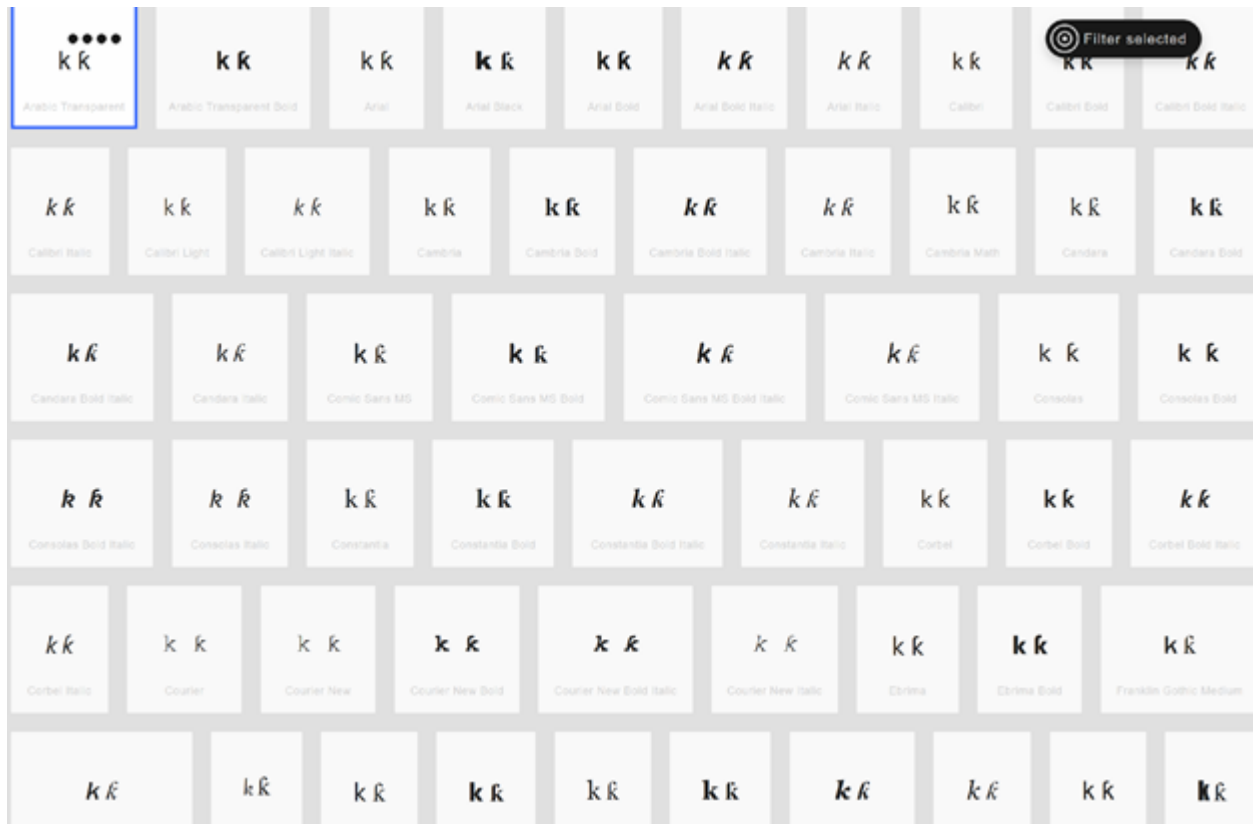 Filter selected
k ƙ k ƙ k ƙ k ƙ k ƙ k ƙ k ƙ k ƙ k ƙ k ƙ
Arabic Transparent Arabic Transparent Bold Arial Arial Black Arial Bold Arial Bold Italic Arial Italic Calibri Calibri Bold Calibri Bold Italic
k ƙ k ƙ k ƙ k ƙ k ƙ k ƙ k ƙ k ƙ k ƙ k ƙ
Calibri Italic Calibri Light Calibri Light Italic Cambria Cambria Bold Cambria Bold Italic Cambria Italic Cambria Math Candara Candara Bold
k ƙ k ƙ k ƙ k ƙ k ƙ k ƙ k ƙ k ƙ
Candara Bold Italic Candara Italic Comic Sans MS Comic Sans MS Bold Comic Sans MS Bold Italic Comic Sans MS Italic Consolas Consolas Bold
k ƙ k ƙ k ƙ k ƙ k ƙ k ƙ k ƙ k ƙ k ƙ
Consolas Bold Italic Consolas Italic Constantia Constantia Bold Constantia Bold Italic Constantia Italic Corbel Corbel Bold Corbel Bold Italic
k ƙ k ƙ k ƙ k ƙ k ƙ k ƙ k ƙ k ƙ k ƙ
Corbel Italic Courier Courier New Courier New Bold Courier New Bold Italic Courier New Italic Ebrima Ebrima Bold Franklin Gothic Medium
k ƙ k ƙ k ƙ k ƙ k ƙ k ƙ k ƙ k ƙ k ƙ k ƙ